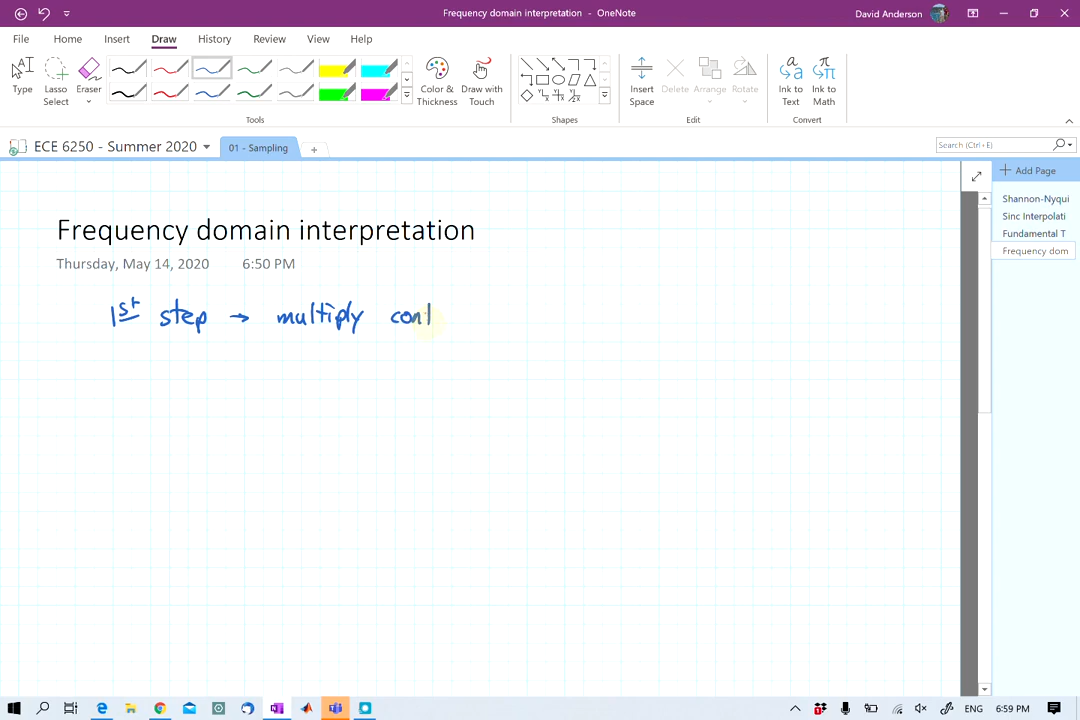 Frequency domain interpretation - OneNote
David Anderson
File Home Insert Draw History Review View Help
Type
Lasso Select
Eraser
Color & Thickness
Draw with Touch
Insert Space
Delete
Arrange
Rotate
Ink to Text
Ink to Math
Tools
Shapes
Edit
Convert
ECE 6250 - Summer 2020
01 - Sampling
Search (Ctrl+E)
Add Page
Shannon-Nyqui
Sinc Interpolati
Fundamental T
Frequency dom
Frequency domain interpretation
Thursday, May 14, 2020 6:50 PM
1st step → multiply cont
ENG 6:59 PM